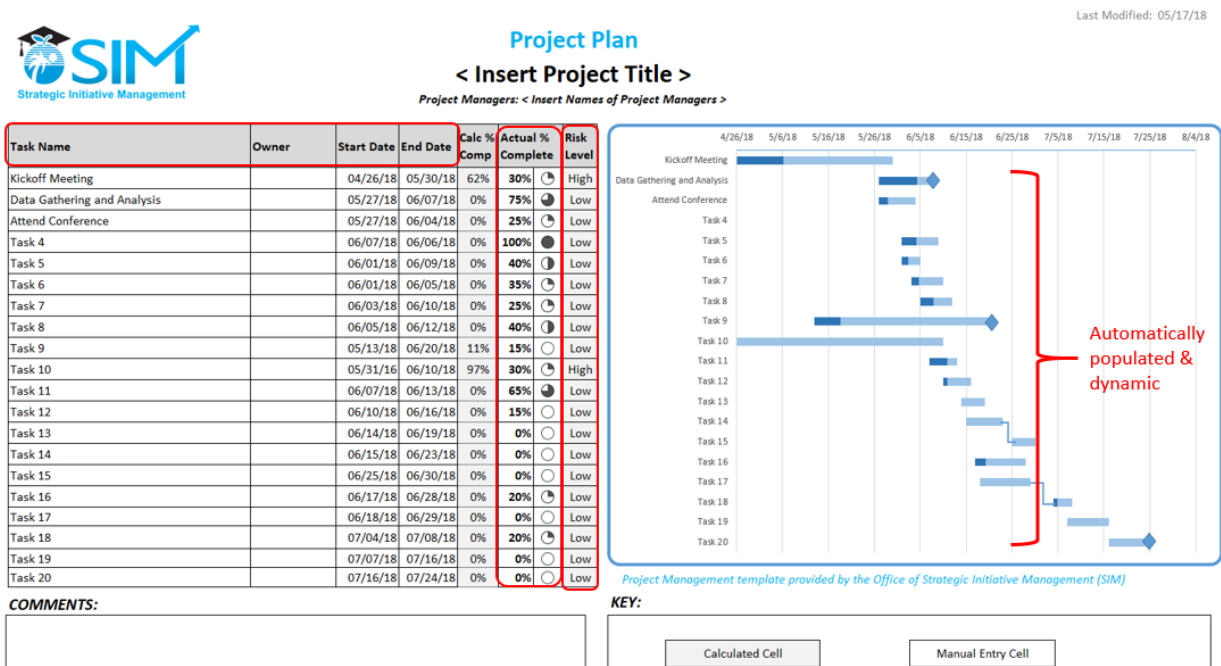 Last Modified: 05/17/18
SIM
Strategic Initiative Management
Project Plan
< Insert Project Title >
Project Managers: < Insert Names of Project Managers >
Task Name Owner Start Date End Date Calc % Comp Actual % Complete Risk Level
Kickoff Meeting 04/26/18 05/30/18 62% 30% High
Data Gathering and Analysis 05/27/18 06/07/18 0% 75% Low
Attend Conference 05/27/18 06/04/18 0% 25% Low
Task 4 06/07/18 06/06/18 0% 100% Low
Task 5 06/01/18 06/09/18 0% 40% Low
Task 6 06/01/18 06/05/18 0% 35% Low
Task 7 06/03/18 06/10/18 0% 25% Low
Task 8 06/05/18 06/12/18 0% 40% Low
Task 9 05/13/18 06/20/18 11% 15% Low
Task 10 05/31/16 06/10/18 97% 30% High
Task 11 06/07/18 06/13/18 0% 65% Low
Task 12 06/10/18 06/16/18 0% 15% Low
Task 13 06/14/18 06/19/18 0% 0% Low
Task 14 06/15/18 06/23/18 0% 0% Low
Task 15 06/25/18 06/30/18 0% 0% Low
Task 16 06/17/18 06/28/18 0% 20% Low
Task 17 06/18/18 06/29/18 0% 0% Low
Task 18 07/04/18 07/08/18 0% 20% Low
Task 19 07/07/18 07/16/18 0% 0% Low
Task 20 07/16/18 07/24/18 0% 0% Low
4/26/18 5/6/18 5/16/18 5/26/18 6/5/18 6/15/18 6/25/18 7/5/18 7/15/18 7/25/18 8/4/18
Kickoff Meeting
Data Gathering and Analysis
Attend Conference
Task 4
Task 5
Task 6
Task 7
Task 8
Task 9
Task 10
Task 11
Task 12
Task 13
Task 14
Task 15
Task 16
Task 17
Task 18
Task 19
Task 20
Automatically
populated &
dynamic
Project Management template provided by the Office of Strategic Initiative Management (SIM)
COMMENTS:
KEY:
Calculated Cell
Manual Entry Cell